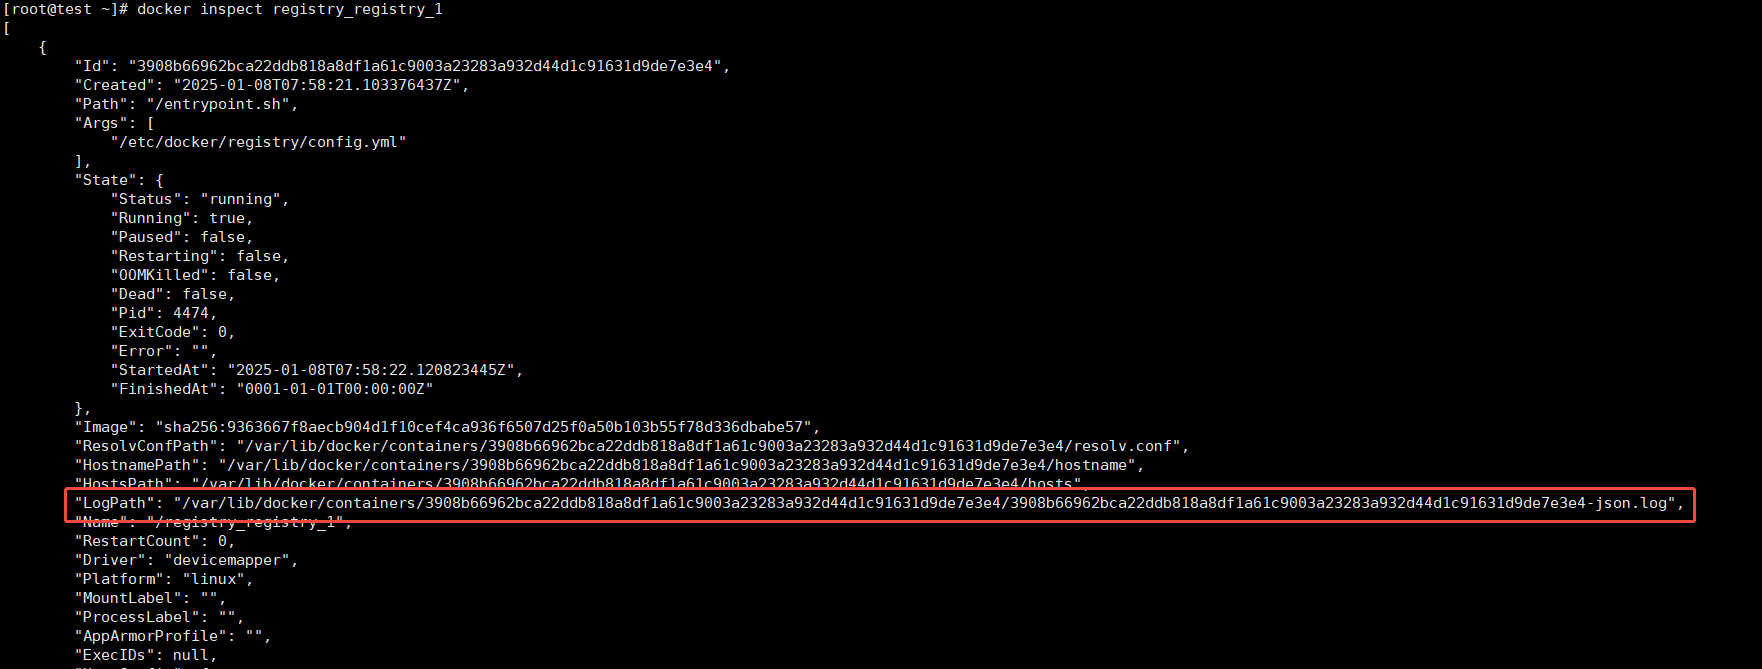 [root@test ~]# docker inspect registry_registry_1
[
    {
        "Id": "3908b66962bca22ddb818a8df1a61c9003a23283a932d44d1c91631d9de7e3e4",
        "Created": "2025-01-08T07:58:21.103376437Z",
        "Path": "/entrypoint.sh",
        "Args": [
            "/etc/docker/registry/config.yml"
        ],
        "State": {
            "Status": "running",
            "Running": true,
            "Paused": false,
            "Restarting": false,
            "OOMKilled": false,
            "Dead": false,
            "Pid": 4474,
            "ExitCode": 0,
            "Error": "",
            "StartedAt": "2025-01-08T07:58:22.120823445Z",
            "FinishedAt": "0001-01-01T00:00:00Z"
        },
        "Image": "sha256:9363667f8aecb904d1f10cef4ca936f6507d25f0a50b103b55f78d336dbabe57",
        "ResolvConfPath": "/var/lib/docker/containers/3908b66962bca22ddb818a8df1a61c9003a23283a932d44d1c91631d9de7e3e4/resolv.conf",
        "HostnamePath": "/var/lib/docker/containers/3908b66962bca22ddb818a8df1a61c9003a23283a932d44d1c91631d9de7e3e4/hostname",
        "HostsPath": "/var/lib/docker/containers/3908b66962bca22ddb818a8df1a61c9003a23283a932d44d1c91631d9de7e3e4/hosts",
        "LogPath": "/var/lib/docker/containers/3908b66962bca22ddb818a8df1a61c9003a23283a932d44d1c91631d9de7e3e4/3908b66962bca22ddb818a8df1a61c9003a23283a932d44d1c91631d9de7e3e4-json.log",
        "Name": "/registry_registry_1",
        "RestartCount": 0,
        "Driver": "devicemapper",
        "Platform": "linux",
        "MountLabel": "",
        "ProcessLabel": "",
        "AppArmorProfile": "",
        "ExecIDs": null,